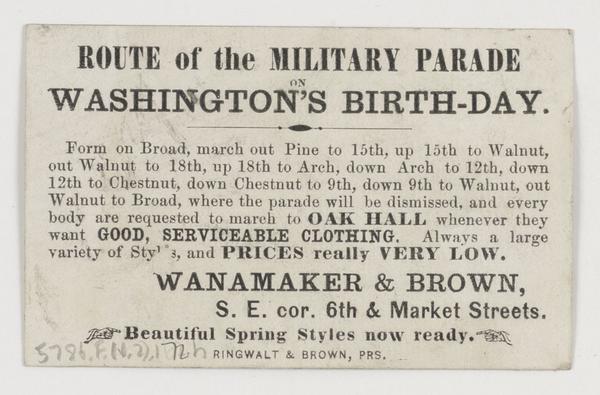 ROUTE of the MILITARY PARADE
ON
WASHINGTON'S BIRTH-DAY.
Form on Broad, march out Pine to 15th, up 15th to Walnut,
out Walnut to 18th, up 18th to Arch, down Arch to 12th, down
12th to Chestnut, down Chestnut to 9th, down 9th to Walnut, out
Walnut to Broad, where the parade will be dismissed, and every
body are requested to march to OAK HALL whenever they
want GOOD, SERVICEABLE CLOTHING. Always a large
variety of and PRICES really VERY LOW.
WANAMAKER & BROWN,
S. E. cor. 6th & Market Streets.
Beautiful Spring Styles now ready.
RINGWALT & BROWN, PRS.